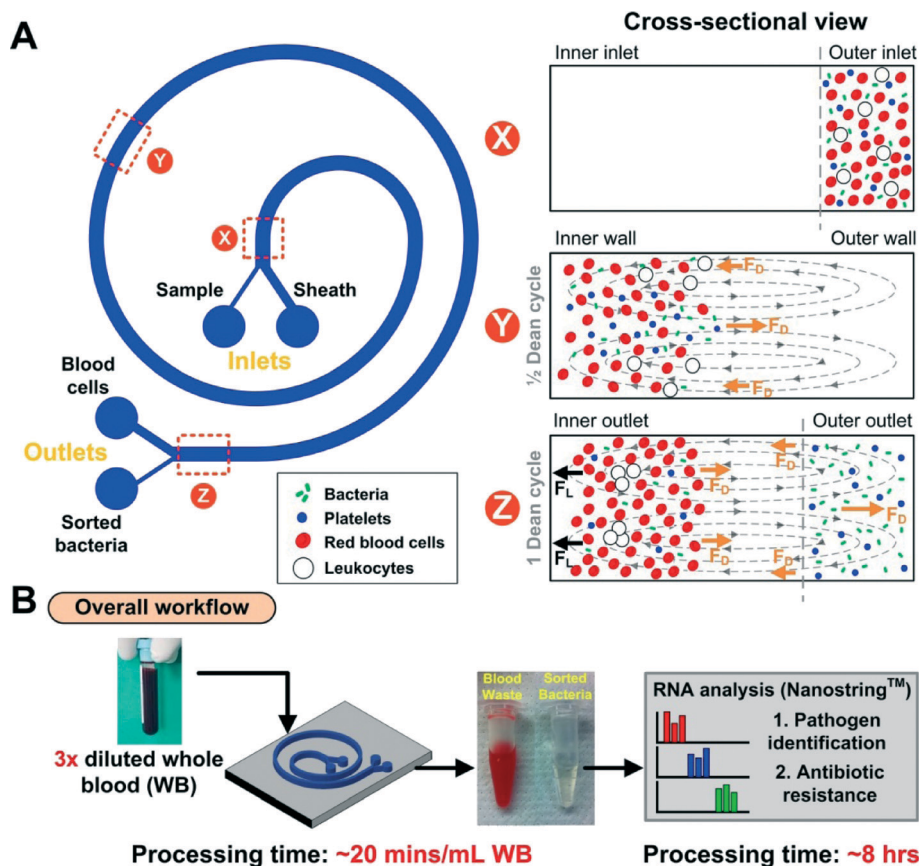 A
Cross-sectional view
Inner inlet
Outer inlet
X
Y
X
Sample
Sheath
Inlets
Blood
cells
Outlets
Z
Sorted
bacteria
Bacteria
Platelets
Red blood cells
Leukocytes
Inner wall
Outer wall
½ Dean cycle
Y
F_D
F_D
F_D
Inner outlet
Outer outlet
1 Dean cycle
Z
F_L
F_L
F_D
F_D
F_D
F_D
F_D
B
Overall workflow
3x diluted whole
blood (WB)
Blood
Waste
Sorted
Bacteria
RNA analysis (Nanostring™)
1. Pathogen
identification
2. Antibiotic
resistance
Processing time: ~20 mins/mL WB
Processing time: ~8 hrs